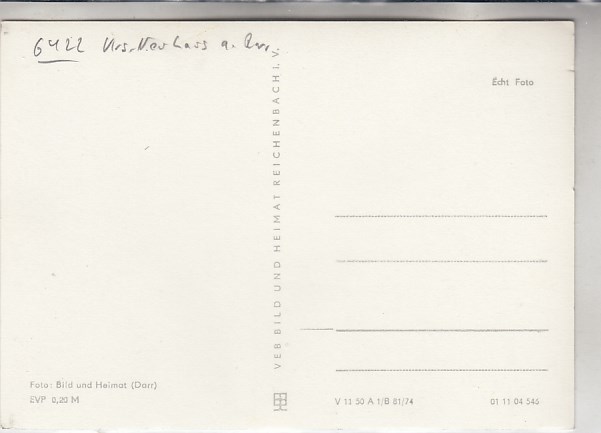 6422
Echt Foto
VEB BILD UND HEIMAT REICHENBACH I. V.
Foto: Bild und Heimat (Darr)
EVP 0,20 M
V 11 50 A 1/B 81/74
01 11 04 545